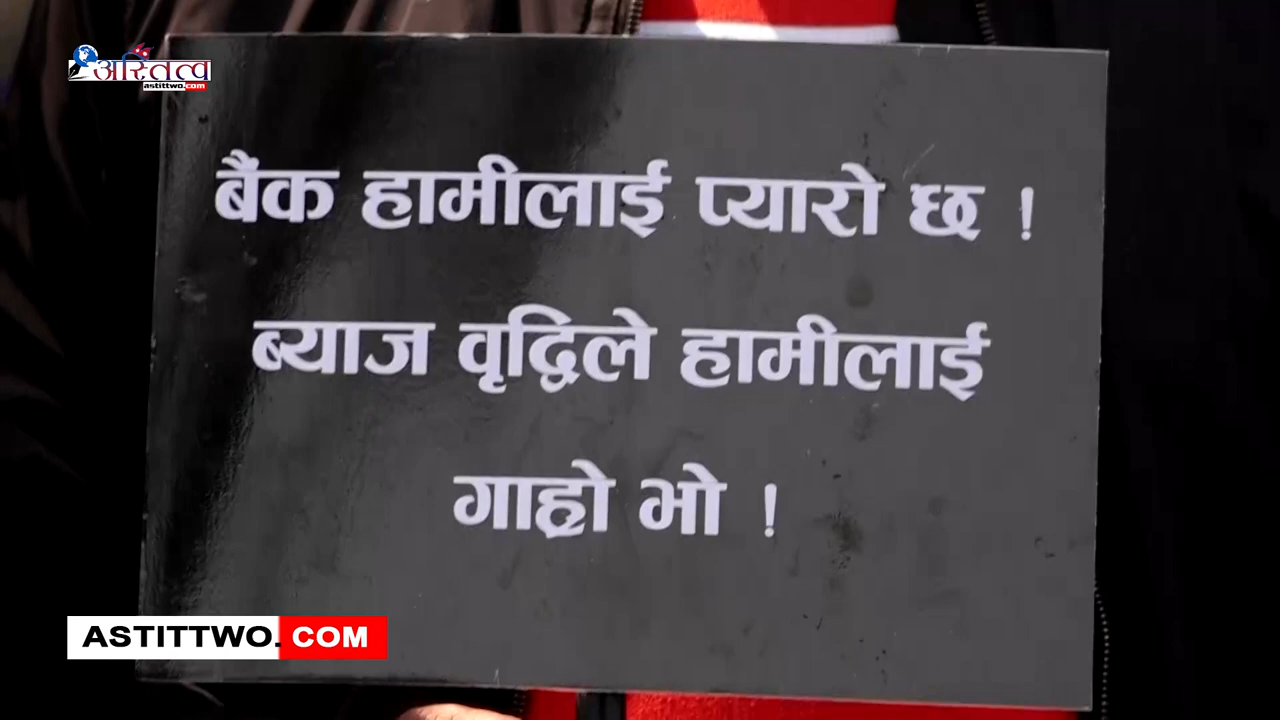 अस्तित्व
astittwo.com
बैंक हामीलाई प्यारो छ !
ब्याज वृद्धिले हामीलाई
गाह्रो भो !
ASTITTWO.COM